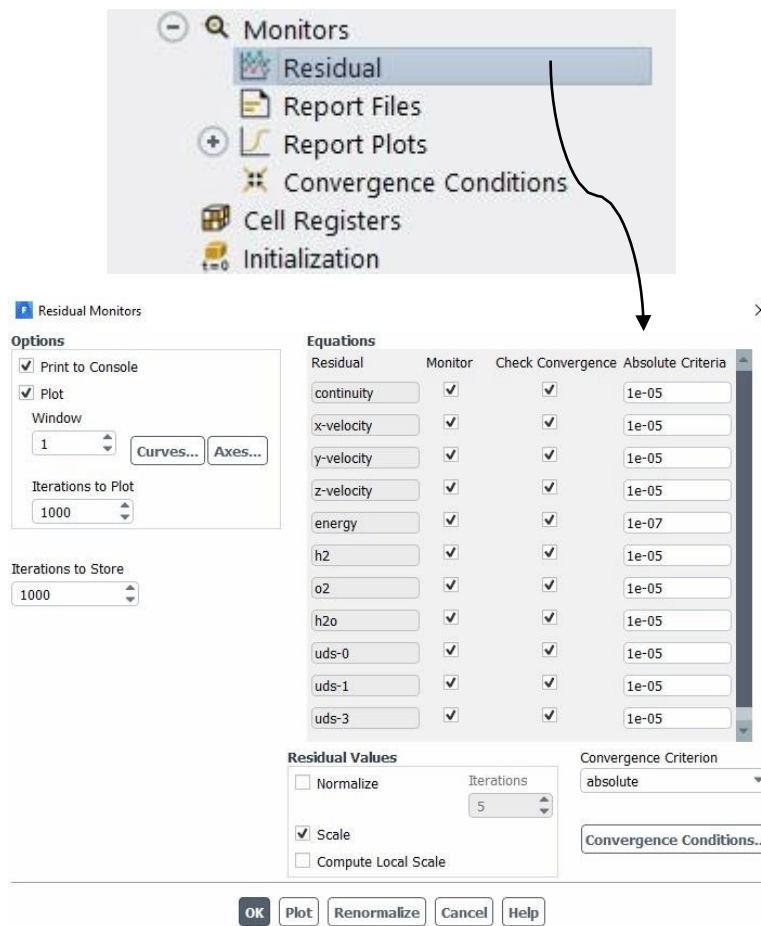 Monitors
Residual
Report Files
Report Plots
Convergence Conditions
Cell Registers
t=0 Initialization
F Residual Monitors
Options
Print to Console
Plot
Window
1 Curves... Axes...
Iterations to Plot
1000
Iterations to Store
1000
Equations
Residual Monitor Check Convergence Absolute Criteria
continuity 1e-05
x-velocity 1e-05
y-velocity 1e-05
z-velocity 1e-05
energy 1e-07
h2 1e-05
o2 1e-05
h2o 1e-05
uds-0 1e-05
uds-1 1e-05
uds-3 1e-05
Residual Values
Normalize Iterations
5
Scale
Compute Local Scale
Convergence Criterion
absolute
Convergence Conditions..
OK Plot Renormalize Cancel Help